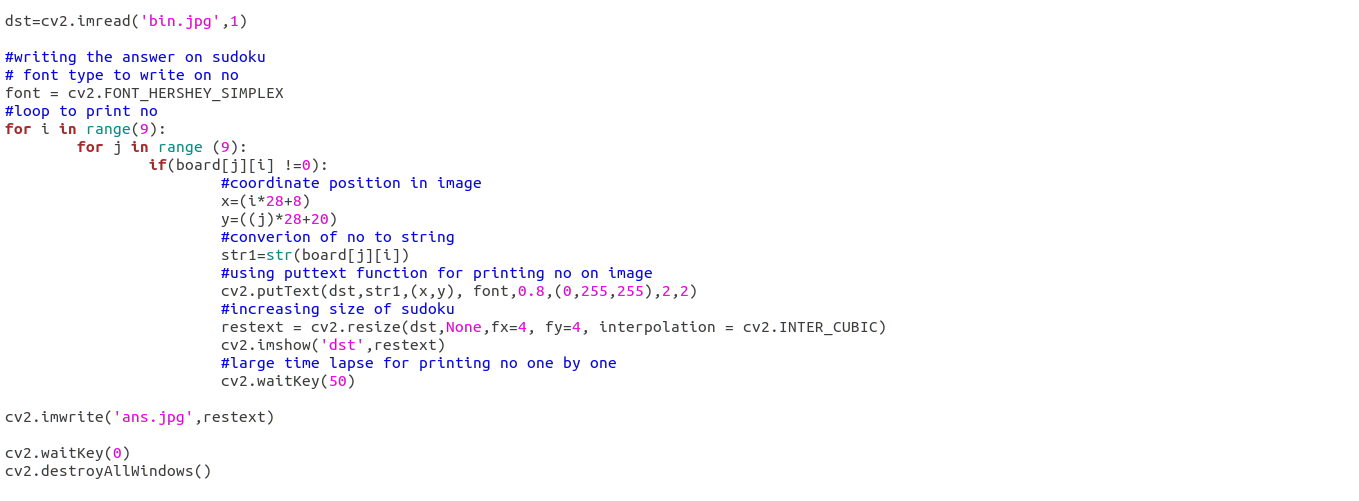 dst=cv2.imread('bin.jpg',1)
#writing the answer on sudoku
# font type to write on no
font = cv2.FONT_HERSHEY_SIMPLEX
#loop to print no
for i in range(9):
        for j in range (9):
                if(board[j][i] !=0):
                        #coordinate position in image
                        x=(i*28+8)
                        y=((j)*28+20)
                        #converion of no to string
                        str1=str(board[j][i])
                        #using puttext function for printing no on image
                        cv2.putText(dst,str1,(x,y), font,0.8,(0,255,255),2,2)
                        #increasing size of sudoku
                        restext = cv2.resize(dst,None,fx=4, fy=4, interpolation = cv2.INTER_CUBIC)
                        cv2.imshow('dst',restext)
                        #large time lapse for printing no one by one
                        cv2.waitKey(50)
cv2.imwrite('ans.jpg',restext)
cv2.waitKey(0)
cv2.destroyAllWindows()